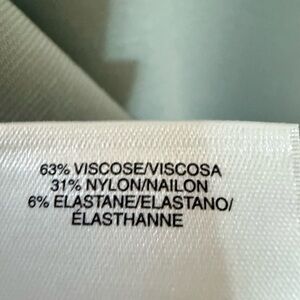 63% VISCOSE/VISCOSA
31% NYLON/NAILON
6% ELASTANE/ELASTANO/
ÉLASTHANNE